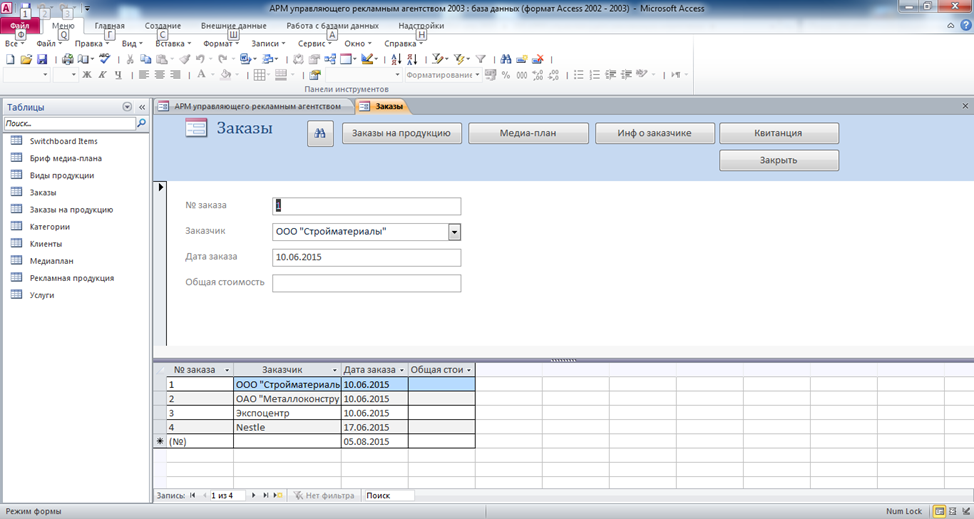 АРМ управляющего рекламным агентством 2003 : база данных (формат Access 2002 - 2003) - Microsoft Access
1 2 3
Файл Меню Главная Создание Внешние данные Работа с базами данных Надстройки
Ф Q Г С Ш А Н
Все Файл Правка Вид Вставка Формат Записи Сервис Окно Справка
Ж К Ч А Форматирование
Панели инструментов
Таблицы
Поиск...
Switchboard Items
Бриф медиа-плана
Виды продукции
Заказы
Заказы на продукцию
Категории
Клиенты
Медиаплан
Рекламная продукция
Услуги
АРМ управляющего рекламным агентством Заказы
Заказы
Заказы на продукцию Медиа-план Инф о заказчике Квитанция
Закрыть
№ заказа 1
Заказчик ООО "Стройматериалы"
Дата заказа 10.06.2015
Общая стоимость
№ заказа Заказчик Дата заказа Общая стои
1 ООО "Стройматериаль 10.06.2015
2 ОАО "Металлоконстру 10.06.2015
3 Экспоцентр 10.06.2015
4 Nestle 17.06.2015
(№) 05.08.2015
Запись: 1 из 4 Нет фильтра Поиск
Режим формы Num Lock